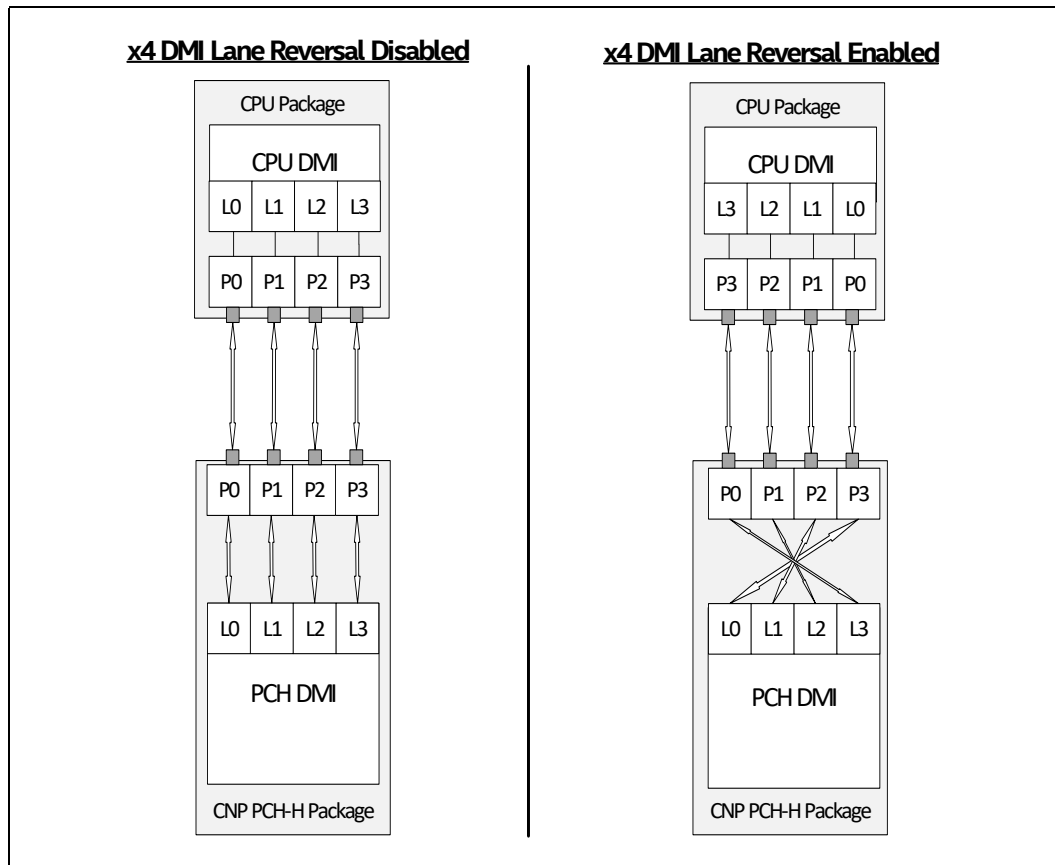 x4 DMI Lane Reversal Disabled
CPU Package
CPU DMI
L0 L1 L2 L3
P0 P1 P2 P3
P0 P1 P2 P3
L0 L1 L2 L3
PCH DMI
CNP PCH-H Package
x4 DMI Lane Reversal Enabled
CPU Package
CPU DMI
L3 L2 L1 L0
P3 P2 P1 P0
P0 P1 P2 P3
L0 L1 L2 L3
PCH DMI
CNP PCH-H Package